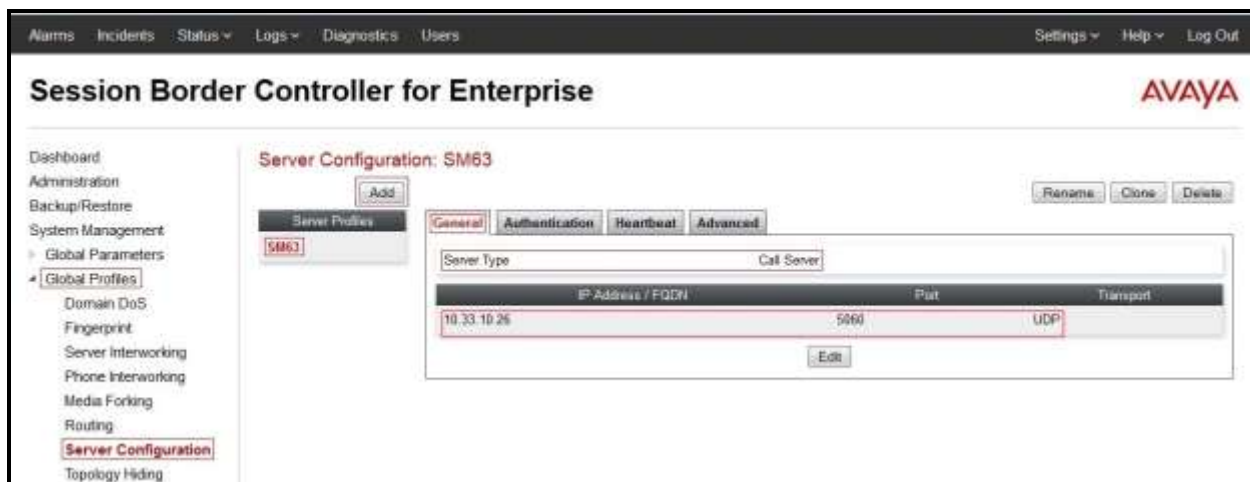 Alarms Incidents Status Logs Diagnostics Users Settings Help Log Out
Session Border Controller for Enterprise
AVAYA
Dashboard
Administration
Backup/Restore
System Management
Global Parameters
Global Profiles
Domain DoS
Fingerprint
Server Interworking
Phone Interworking
Media Forking
Routing
Server Configuration
Topology Hiding
Server Configuration: SM63
Add
Rename Clone Delete
Server Profiles
SM63
General Authentication Heartbeat Advanced
Server Type Call Server
IP Address / FQDN Port Transport
10.33.10.26 5060 UDP
Edit